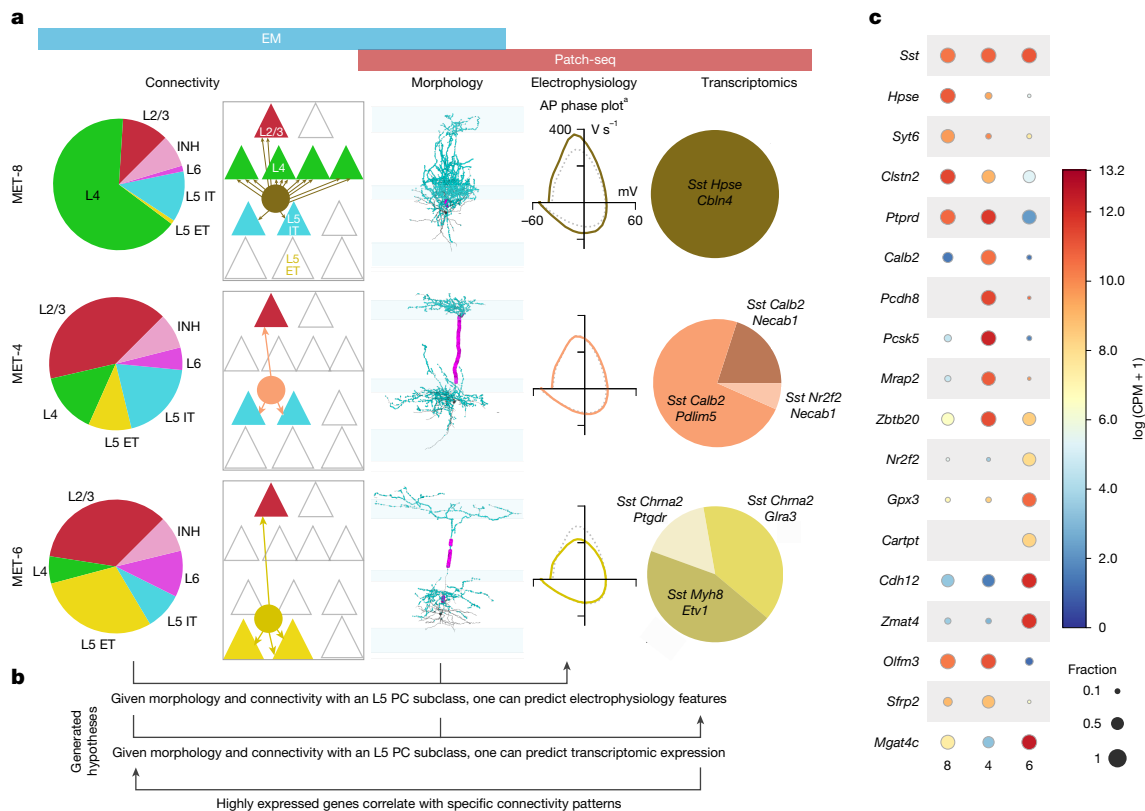 a
EM
Patch-seq
Connectivity
Morphology
Electrophysiology
Transcriptomics
MET-8
L2/3
INH
L6
L5 IT
L5 ET
L4
L2/3
L4
L5
IT
L5
ET
AP phase plotᵃ
400
V s⁻¹
mV
−60
60
Sst Hpse
Cbln4
MET-4
L2/3
INH
L6
L5 IT
L5 ET
L4
Sst Calb2
Necab1
Sst Nr2f2
Necab1
Sst Calb2
Pdlim5
MET-6
L2/3
INH
L6
L5 IT
L5 ET
L4
Sst Chrna2
Ptgdr
Sst Chrna2
Glra3
Sst Myh8
Etv1
b
Generated
hypotheses
Given morphology and connectivity with an L5 PC subclass, one can predict electrophysiology features
Given morphology and connectivity with an L5 PC subclass, one can predict transcriptomic expression
Highly expressed genes correlate with specific connectivity patterns
c
Sst
Hpse
Syt6
Clstn2
Ptprd
Calb2
Pcdh8
Pcsk5
Mrap2
Zbtb20
Nr2f2
Gpx3
Cartpt
Cdh12
Zmat4
Olfm3
Sfrp2
Mgat4c
8 4 6
13.2
12.0
10.0
8.0
6.0
4.0
2.0
0
log(CPM + 1)
Fraction
0.1
0.5
1